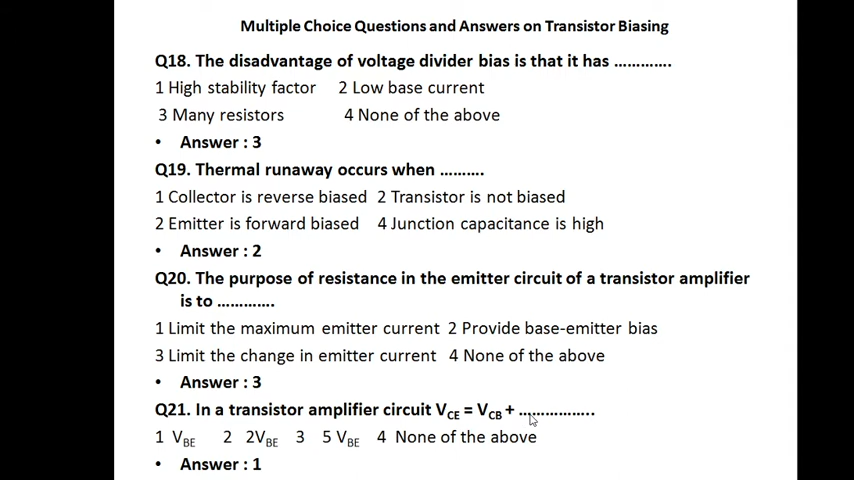 Multiple Choice Questions and Answers on Transistor Biasing
Q18. The disadvantage of voltage divider bias is that it has ………….
1 High stability factor 2 Low base current
3 Many resistors 4 None of the above
• Answer : 3
Q19. Thermal runaway occurs when ……….
1 Collector is reverse biased 2 Transistor is not biased
2 Emitter is forward biased 4 Junction capacitance is high
• Answer : 2
Q20. The purpose of resistance in the emitter circuit of a transistor amplifier
is to ………….
1 Limit the maximum emitter current 2 Provide base-emitter bias
3 Limit the change in emitter current 4 None of the above
• Answer : 3
Q21. In a transistor amplifier circuit VCE = VCB + ……………..
1 VBE 2 2VBE 3 5 VBE 4 None of the above
• Answer : 1